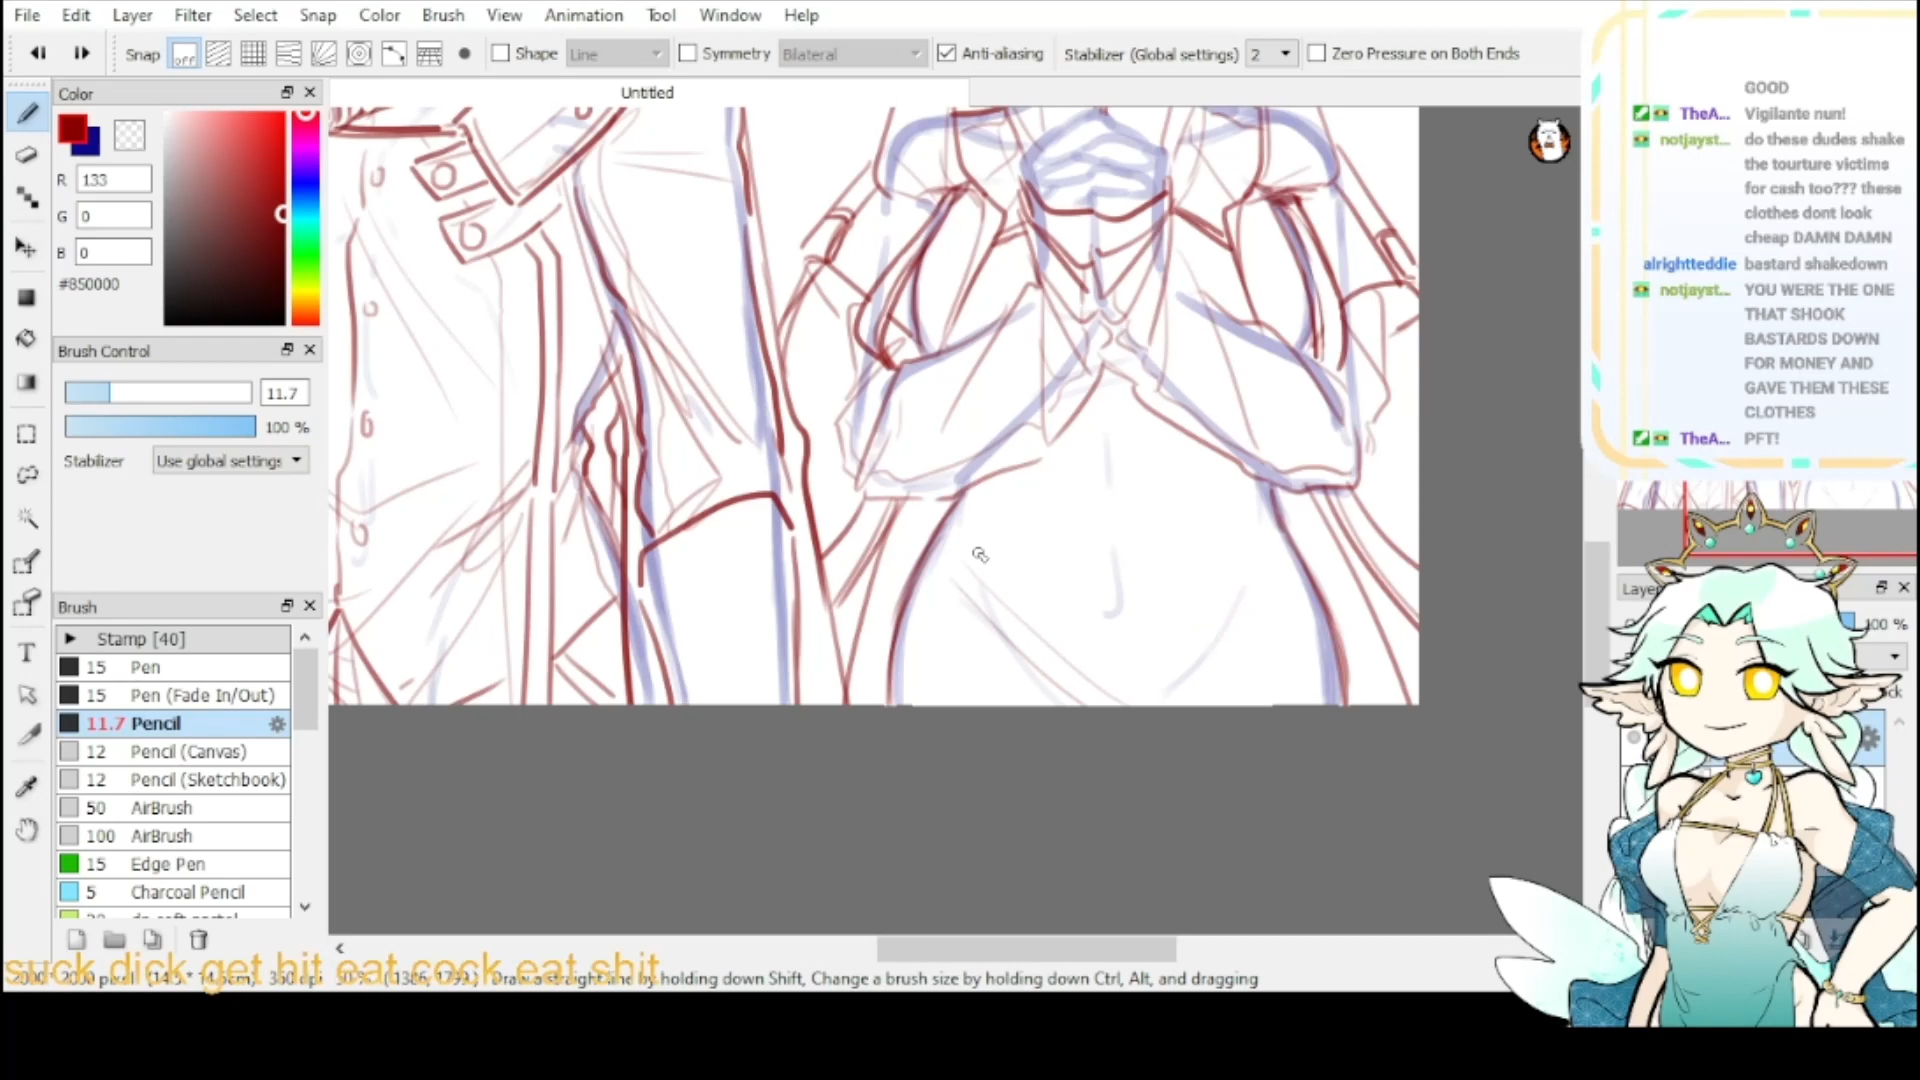 File Edit Layer Filter Select Snap Color Brush View Animation Tool Window Help
Snap off Shape Line Symmetry Bilateral Anti-aliasing Stabilizer (Global settings) 2 Zero Pressure on Both Ends
Color
Untitled
R 133
G 0
B 0
#850000
Brush Control
11.7
100 %
Stabilizer Use global settings
Brush
Stamp [40]
15 Pen
15 Pen (Fade In/Out)
11.7 Pencil
12 Pencil (Canvas)
12 Pencil (Sketchbook)
50 AirBrush
100 AirBrush
15 Edge Pen
5 Charcoal Pencil
suck dick get hit eat cock eat shit
holding down Shift, Change a brush size by holding down Ctrl, Alt, and dragging
GOOD
TheA... Vigilante nun!
notjayst... do these dudes shake
the tourture victims
for cash too??? these
clothes dont look
cheap DAMN DAMN
alrightteddie bastard shakedown
notjayst... YOU WERE THE ONE
THAT SHOOK
BASTARDS DOWN
FOR MONEY AND
GAVE THEM THESE
CLOTHES
TheA... PFT!
100 %